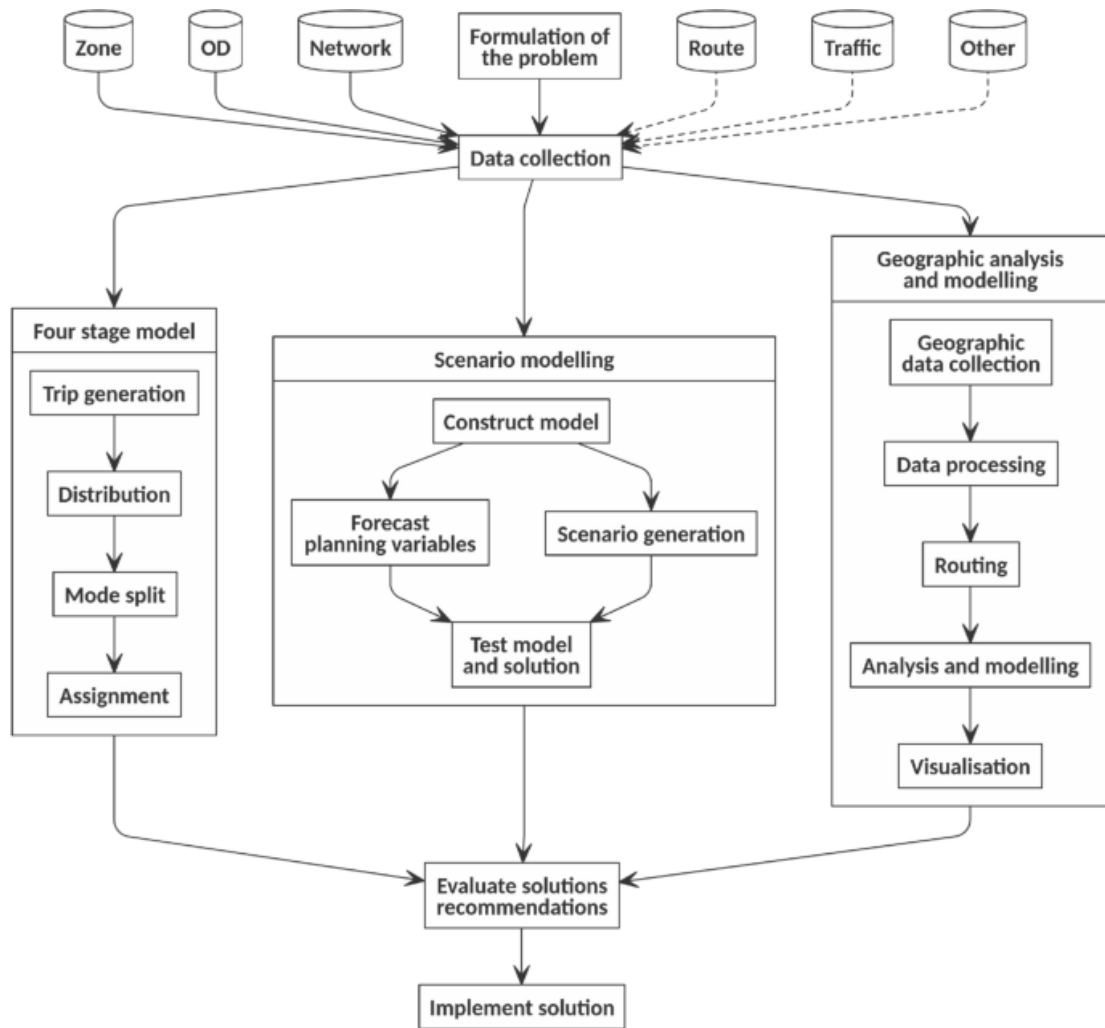 Zone
OD
Network
Formulation of
the problem
Route
Traffic
Other
Data collection
Four stage model
Trip generation
Distribution
Mode split
Assignment
Scenario modelling
Construct model
Forecast
planning variables
Scenario generation
Test model
and solution
Geographic analysis
and modelling
Geographic
data collection
Data processing
Routing
Analysis and modelling
Visualisation
Evaluate solutions
recommendations
Implement solution